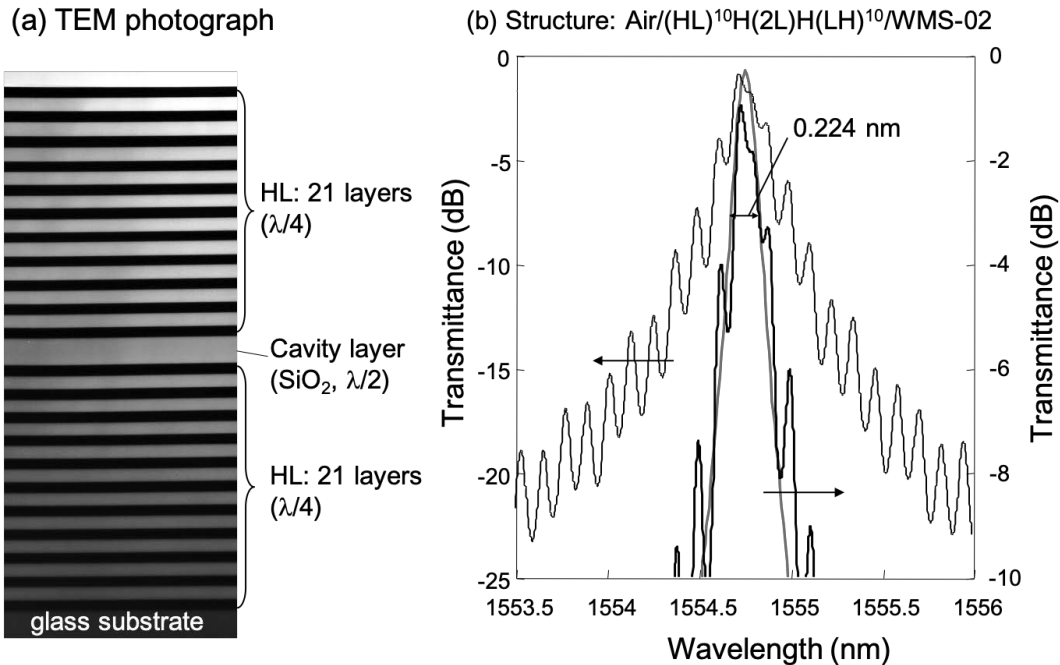 (a) TEM photograph
HL: 21 layers
(λ/4)
Cavity layer
(SiO₂, λ/2)
HL: 21 layers
(λ/4)
glass substrate
(b) Structure: Air/(HL)¹⁰H(2L)H(LH)¹⁰/WMS-02
0
-5
-10
-15
-20
-25
Transmittance (dB)
0.224 nm
0
-2
-4
-6
-8
-10
Transmittance (dB)
1553.5
1554
1554.5
1555
1555.5
1556
Wavelength (nm)